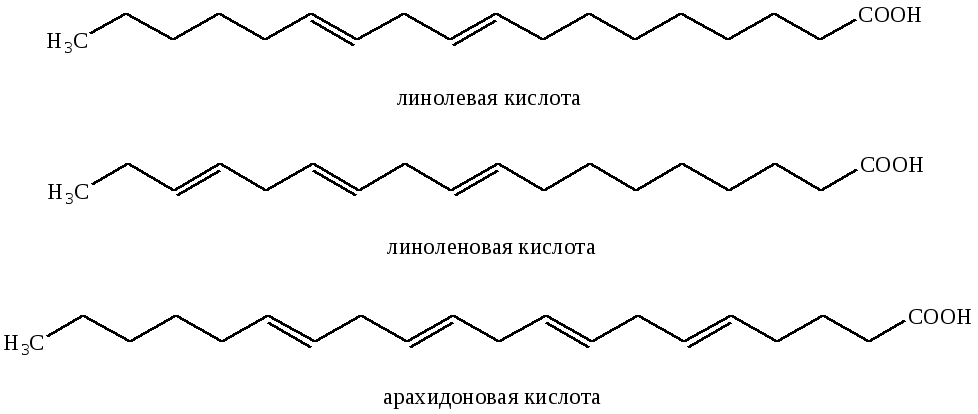 H₃C COOH
линолевая кислота
H₃C COOH
линоленовая кислота
H₃C COOH
арахидоновая кислота